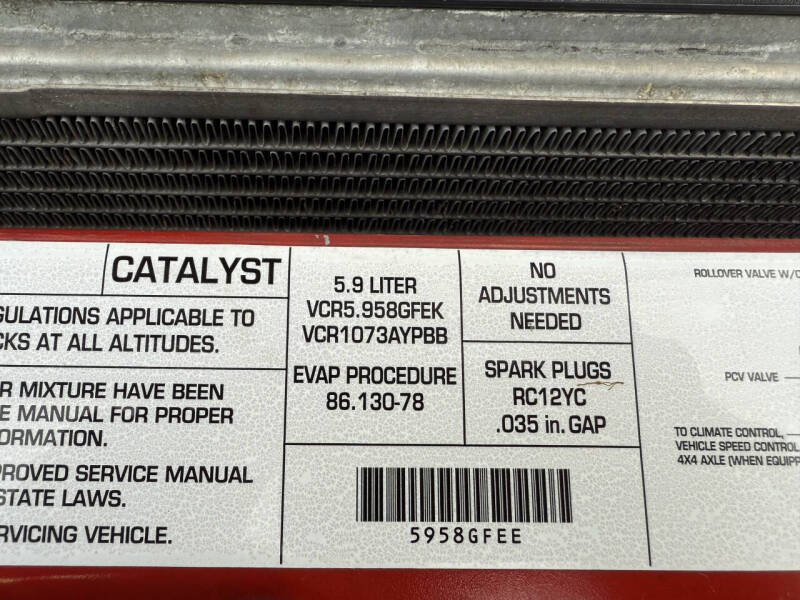 CATALYST
GULATIONS APPLICABLE TO
CKS AT ALL ALTITUDES.
R MIXTURE HAVE BEEN
E MANUAL FOR PROPER
ORMATION.
PROVED SERVICE MANUAL
STATE LAWS.
RVICING VEHICLE.
5.9 LITER
VCR5.958GFEK
VCR1073AYPBB
EVAP PROCEDURE
86.130-78
NO
ADJUSTMENTS
NEEDED
SPARK PLUGS
RC12YC
.035 in. GAP
5958GFEE
ROLLOVER VALVE W/O
PCV VALVE
TO CLIMATE CONTROL,
VEHICLE SPEED CONTROL
4X4 AXLE (WHEN EQUIPP